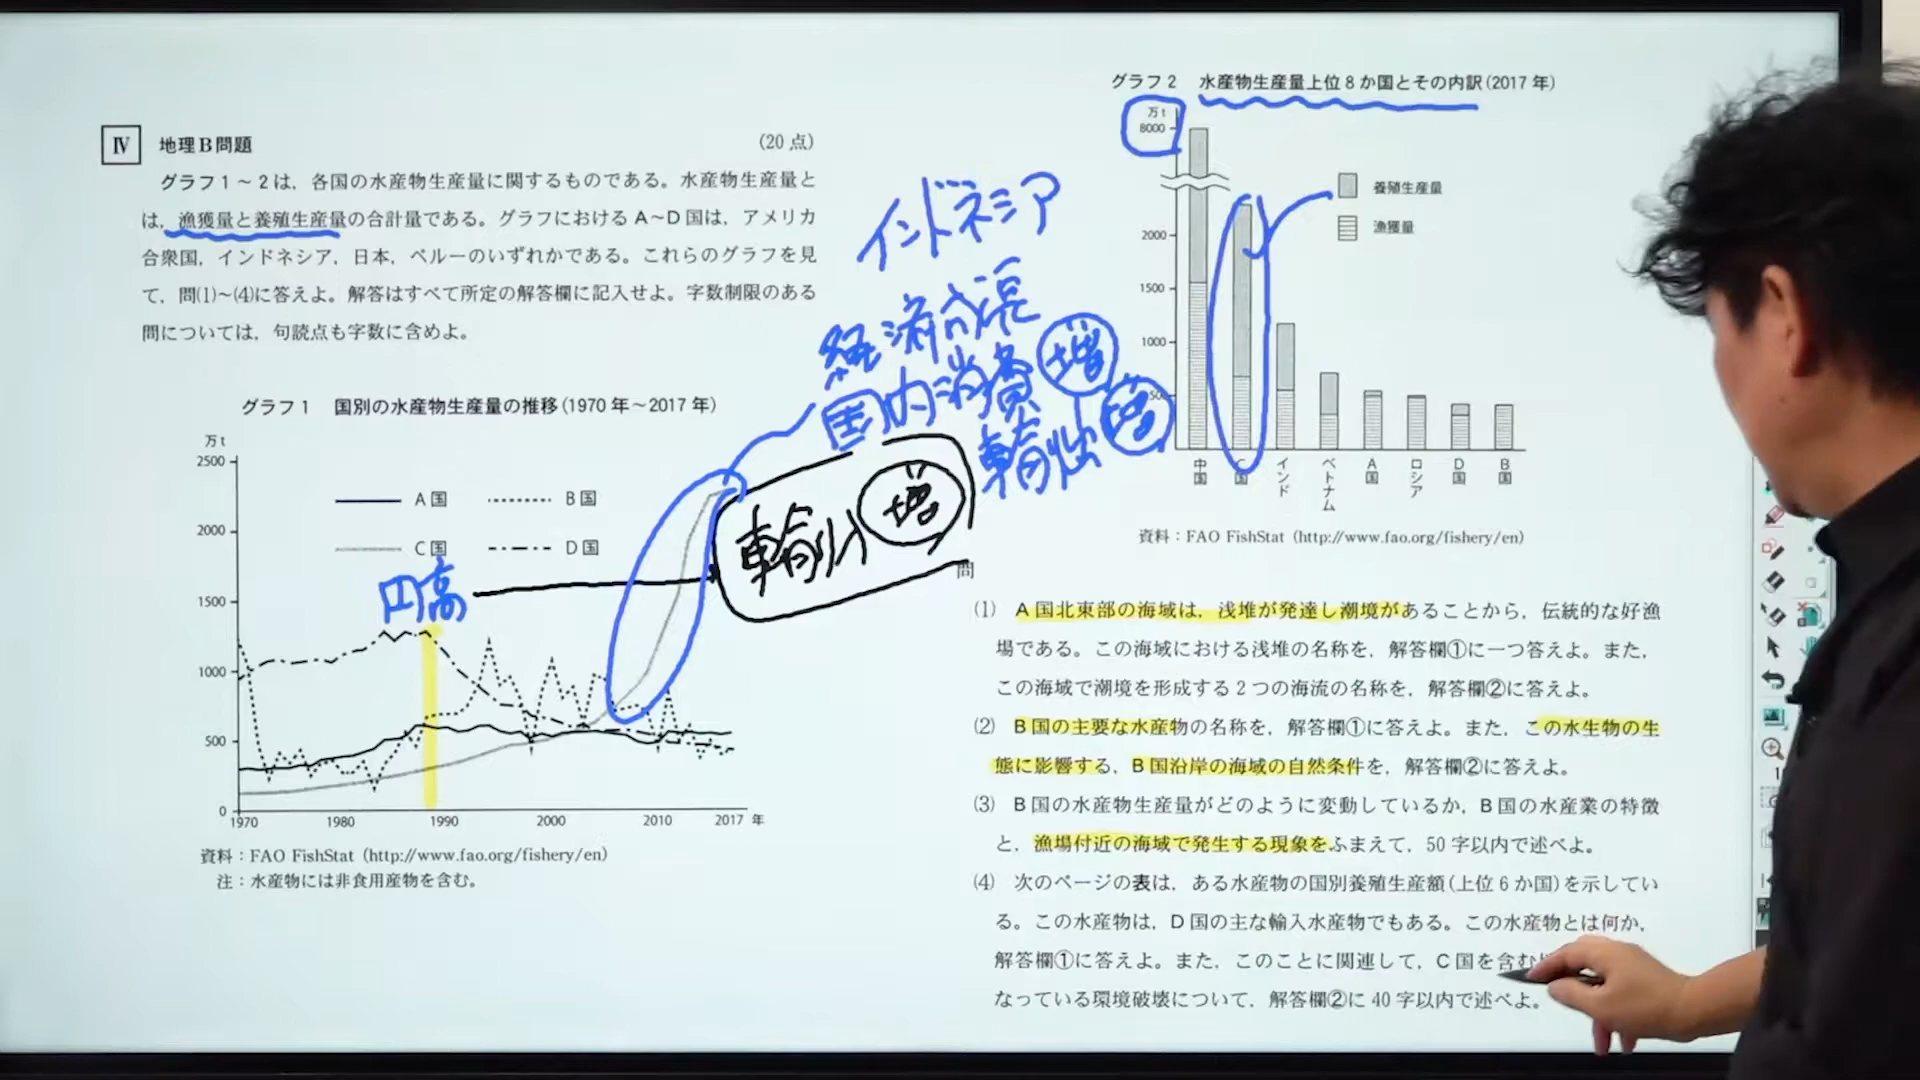 Ⅳ 地理B問題 (20点)
グラフ1～2は，各国の水産物生産量に関するものである。水産物生産量と
は，漁獲量と養殖生産量の合計量である。グラフにおけるA～D国は，アメリカ
合衆国，インドネシア，日本，ペルーのいずれかである。これらのグラフを見
て，問⑴～⑷に答えよ。解答はすべて所定の解答欄に記入せよ。字数制限のある
問については，句読点も字数に含めよ。
グラフ1 国別の水産物生産量の推移(1970年～2017年)
万t
2500
2000
1500
1000
500
0
A国 B国
C国 D国
円高
1970 1980 1990 2000 2010 2017 年
資料：FAO FishStat (http://www.fao.org/fishery/en)
注：水産物には非食用産物を含む。
インドネシア
経済成長
国内消費 増
輸出 増
輸入 増
グラフ2 水産物生産量上位8か国とその内訳(2017年)
万t
8000
2000
1500
1000
50
養殖生産量
漁獲量
中国
C国
インド
ベトナム
A国
ロシア
D国
B国
資料：FAO FishStat (http://www.fao.org/fishery/en)
問
⑴ A国北東部の海域は，浅堆が発達し潮境があることから，伝統的な好漁
場である。この海域における浅堆の名称を，解答欄①に一つ答えよ。また，
この海域で潮境を形成する2つの海流の名称を，解答欄②に答えよ。
⑵ B国の主要な水産物の名称を，解答欄①に答えよ。また，この水生物の生
態に影響する，B国沿岸の海域の自然条件を，解答欄②に答えよ。
⑶ B国の水産物生産量がどのように変動しているか，B国の水産業の特徴
と，漁場付近の海域で発生する現象をふまえて，50字以内で述べよ。
⑷ 次のページの表は，ある水産物の国別養殖生産額(上位6か国)を示してい
る。この水産物は，D国の主な輸入水産物でもある。この水産物とは何か，
解答欄①に答えよ。また，このことに関連して，C国を含む
なっている環境破壊について，解答欄②に40字以内で述べよ。